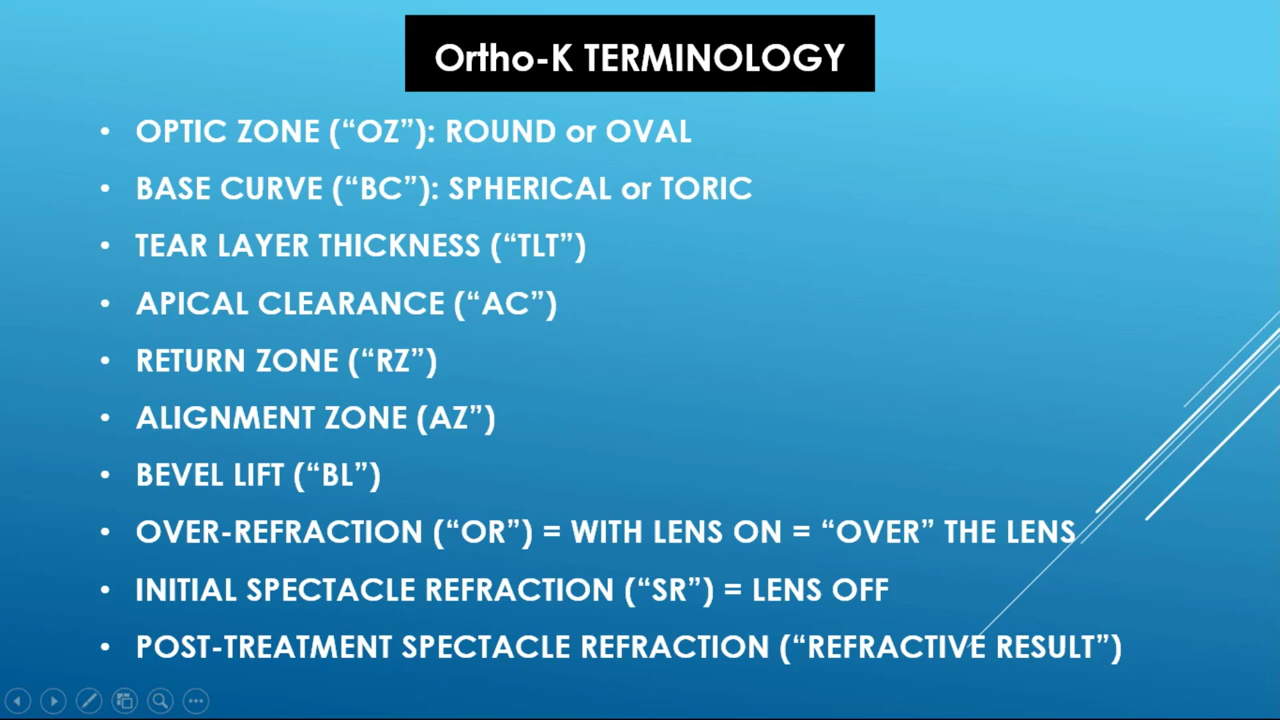 Ortho-K TERMINOLOGY
• OPTIC ZONE (“OZ”): ROUND or OVAL
• BASE CURVE (“BC”): SPHERICAL or TORIC
• TEAR LAYER THICKNESS (“TLT”)
• APICAL CLEARANCE (“AC”)
• RETURN ZONE (“RZ”)
• ALIGNMENT ZONE (AZ”)
• BEVEL LIFT (“BL”)
• OVER-REFRACTION (“OR”) = WITH LENS ON = “OVER” THE LENS
• INITIAL SPECTACLE REFRACTION (“SR”) = LENS OFF
• POST-TREATMENT SPECTACLE REFRACTION (“REFRACTIVE RESULT”)